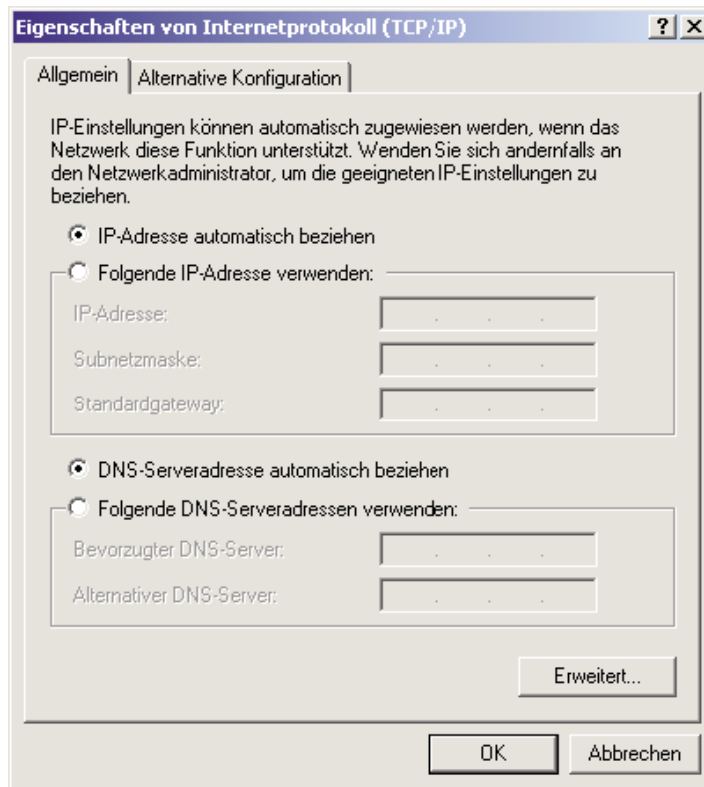 Eigenschaften von Internetprotokoll (TCP/IP)
Allgemein
Alternative Konfiguration
IP-Einstellungen können automatisch zugewiesen werden, wenn das
Netzwerk diese Funktion unterstützt. Wenden Sie sich andernfalls an
den Netzwerkadministrator, um die geeigneten IP-Einstellungen zu
beziehen.
IP-Adresse automatisch beziehen
Folgende IP-Adresse verwenden:
IP-Adresse:
Subnetzmaske:
Standardgateway:
DNS-Serveradresse automatisch beziehen
Folgende DNS-Serveradressen verwenden:
Bevorzugter DNS-Server:
Alternativer DNS-Server:
Erweitert...
OK
Abbrechen